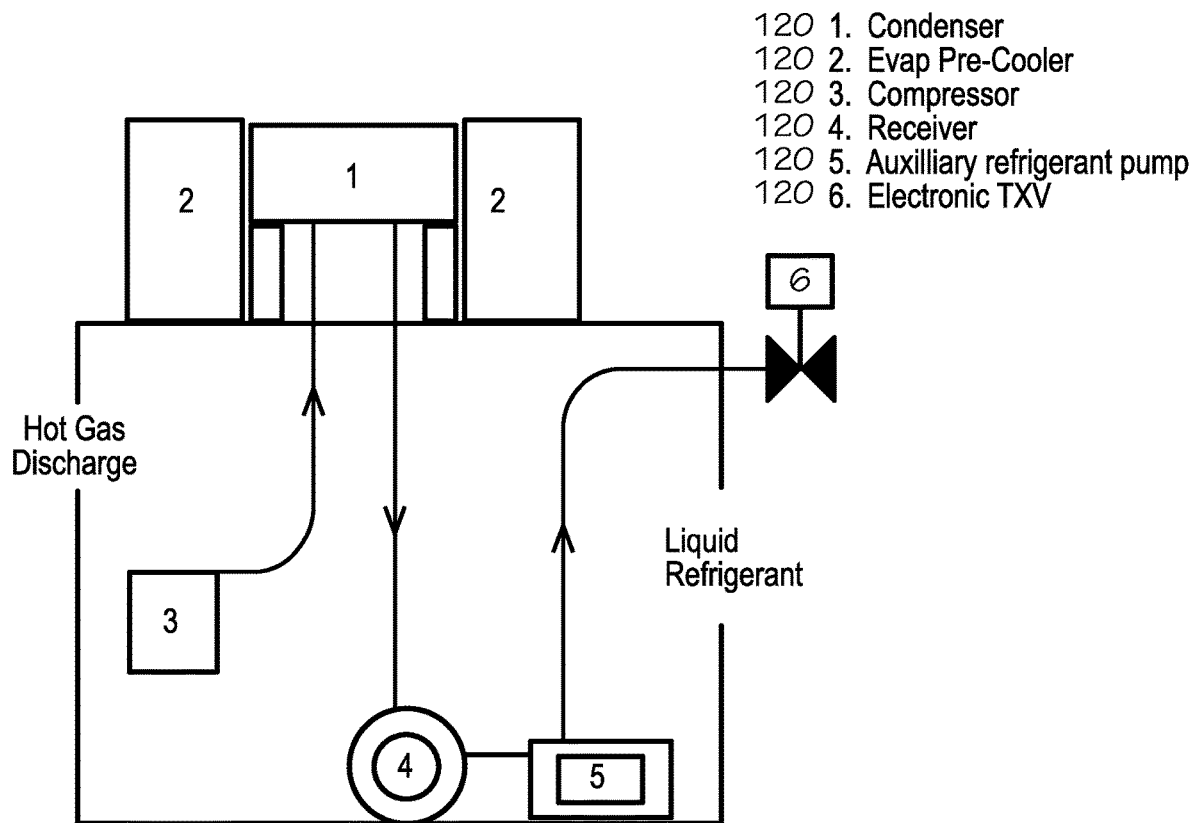 120 1. Condenser
120 2. Evap Pre-Cooler
120 3. Compressor
120 4. Receiver
120 5. Auxilliary refrigerant pump
120 6. Electronic TXV
2
1
2
6
Hot Gas
Discharge
Liquid
Refrigerant
3
4
5